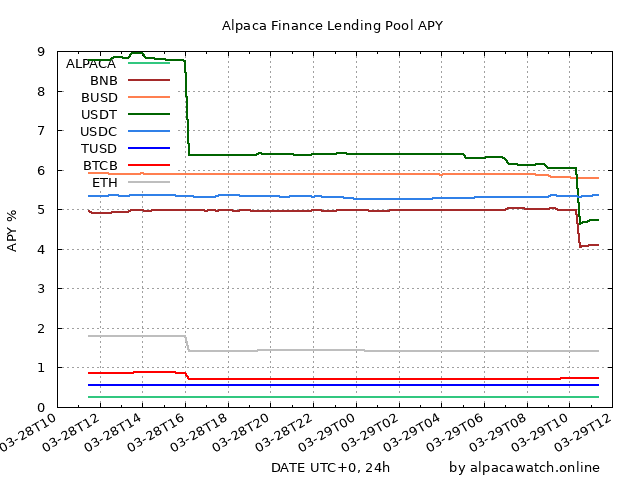 Alpaca Finance Lending Pool APY
9
8
7
6
5
4
3
2
1
0
APY %
ALPACA
BNB
BUSD
USDT
USDC
TUSD
BTCB
ETH
03-28T10
03-28T12
03-28T14
03-28T16
03-28T18
03-28T20
03-28T22
03-29T00
03-29T02
03-29T04
03-29T06
03-29T08
03-29T10
03-29T12
DATE UTC+0, 24h
by alpacawatch.online